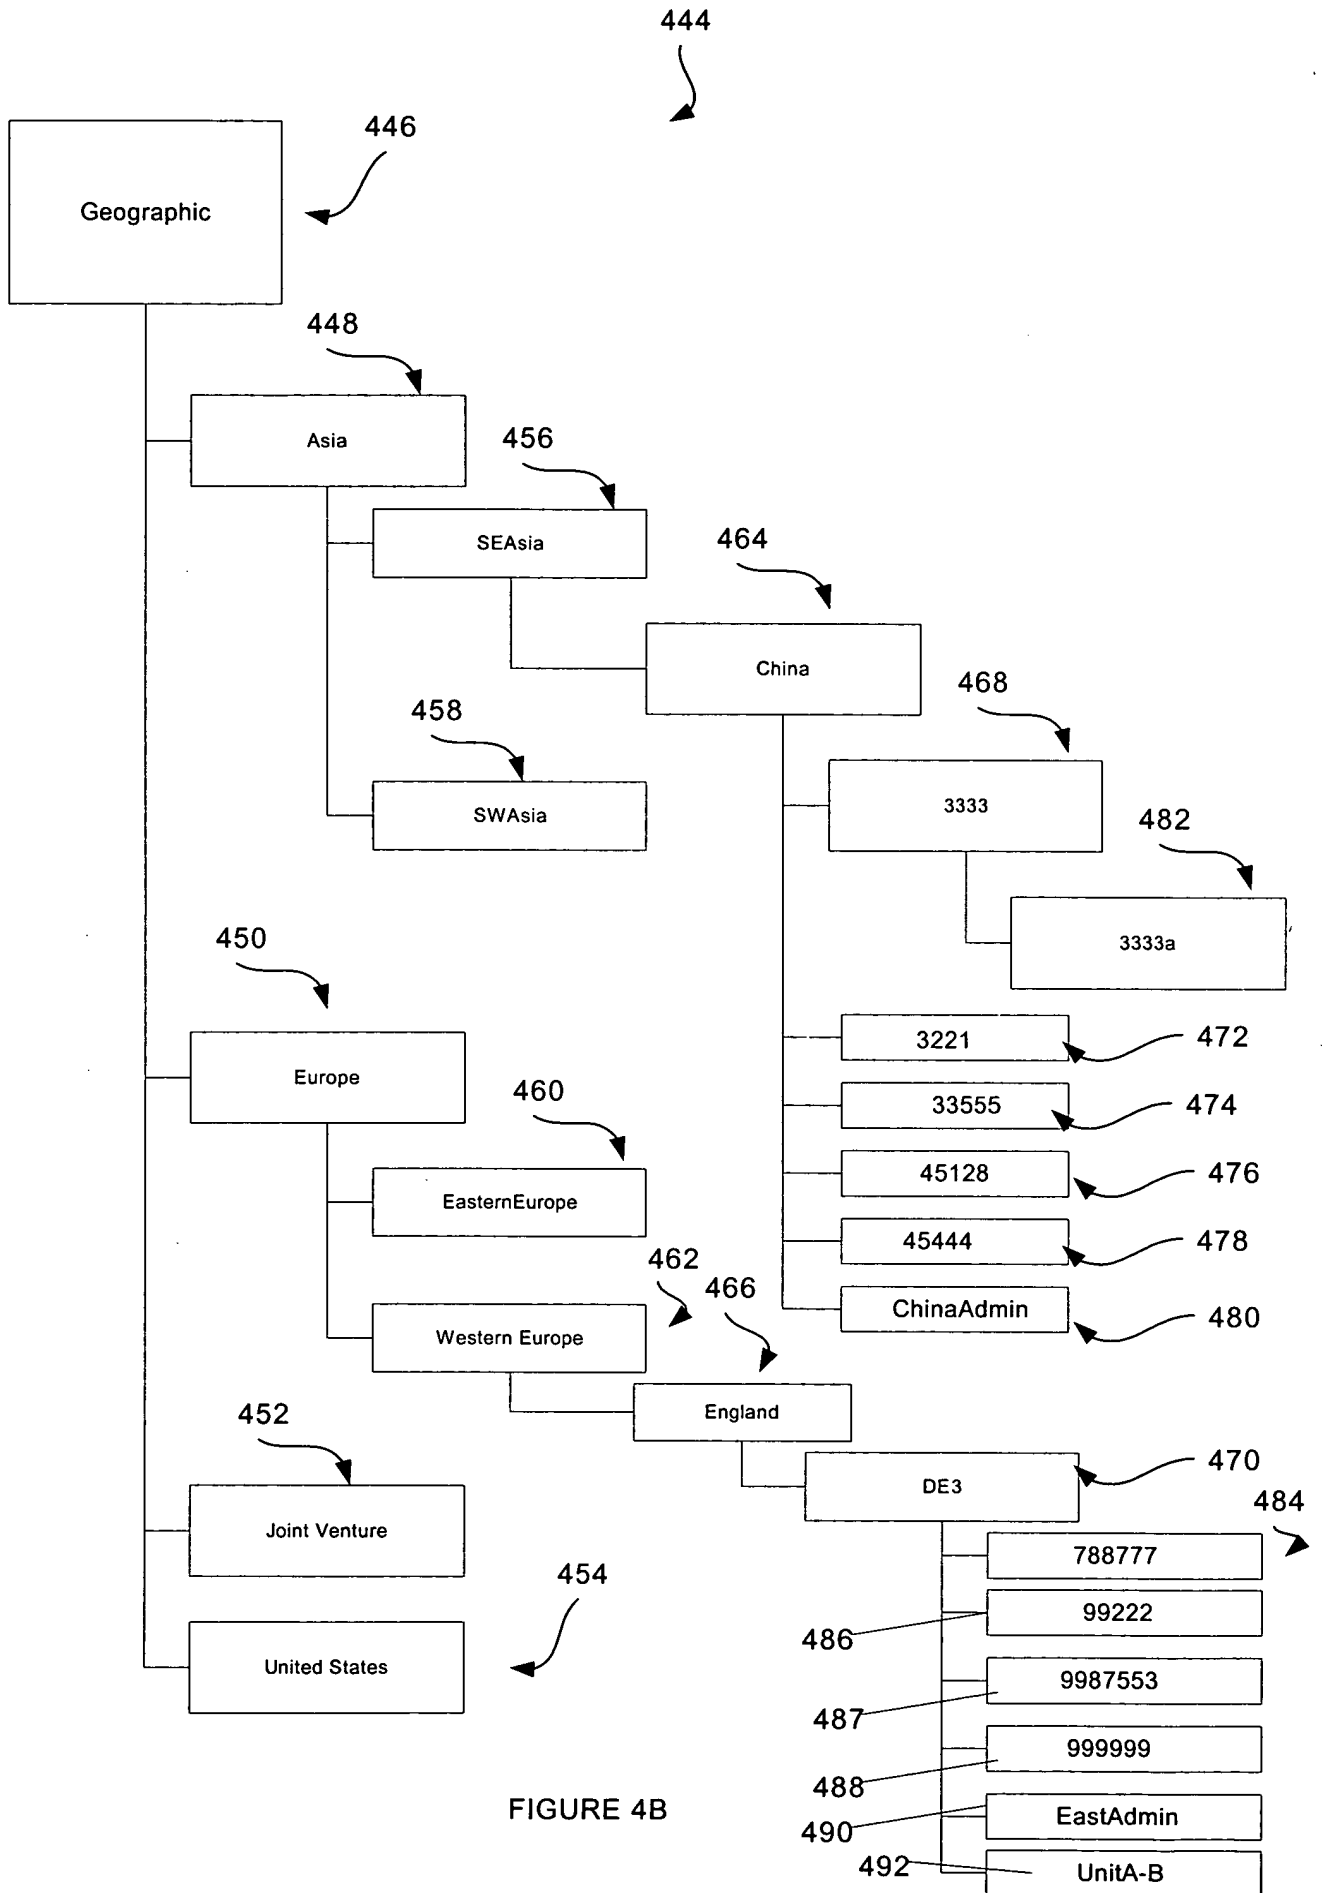 444
446
Geographic
448
Asia
456
SEAsia
464
China
458
SWAsia
468
3333
482
3333a
450
Europe
460
EasternEurope
3221
472
33555
474
45128
476
45444
478
ChinaAdmin
480
462
466
Western Europe
England
452
Joint Venture
DE3
470
484
788777
454
United States
99222
486
9987553
487
999999
488
EastAdmin
490
UnitA-B
492
FIGURE 4B